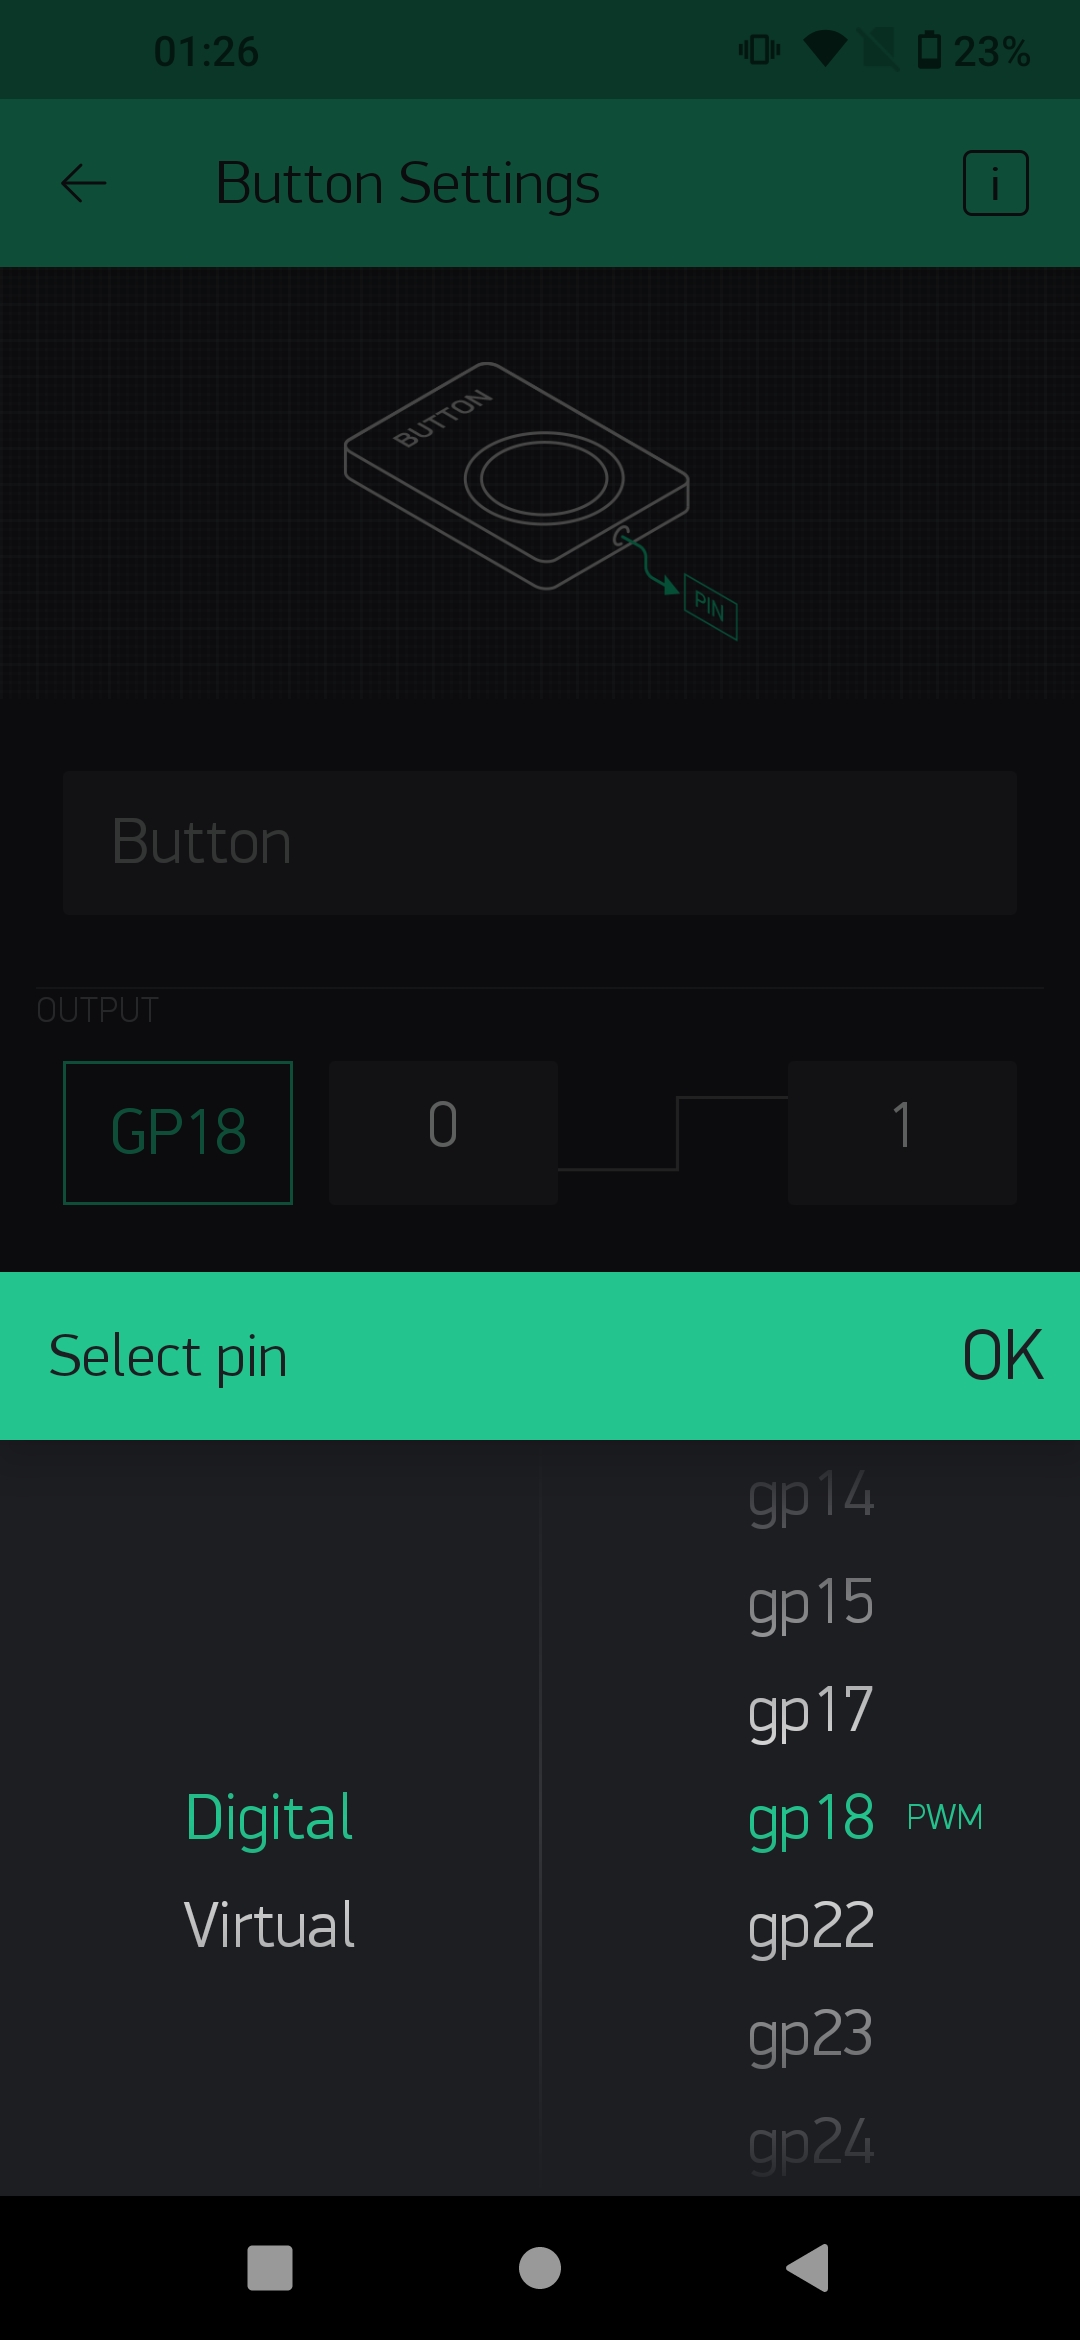 01:26
23%
Button Settings
i
BUTTON
PIN
Button
OUTPUT
GP18 0 1
Select pin OK
gp14
gp15
gp17
Digital gp18 PWM
Virtual gp22
gp23
gp24